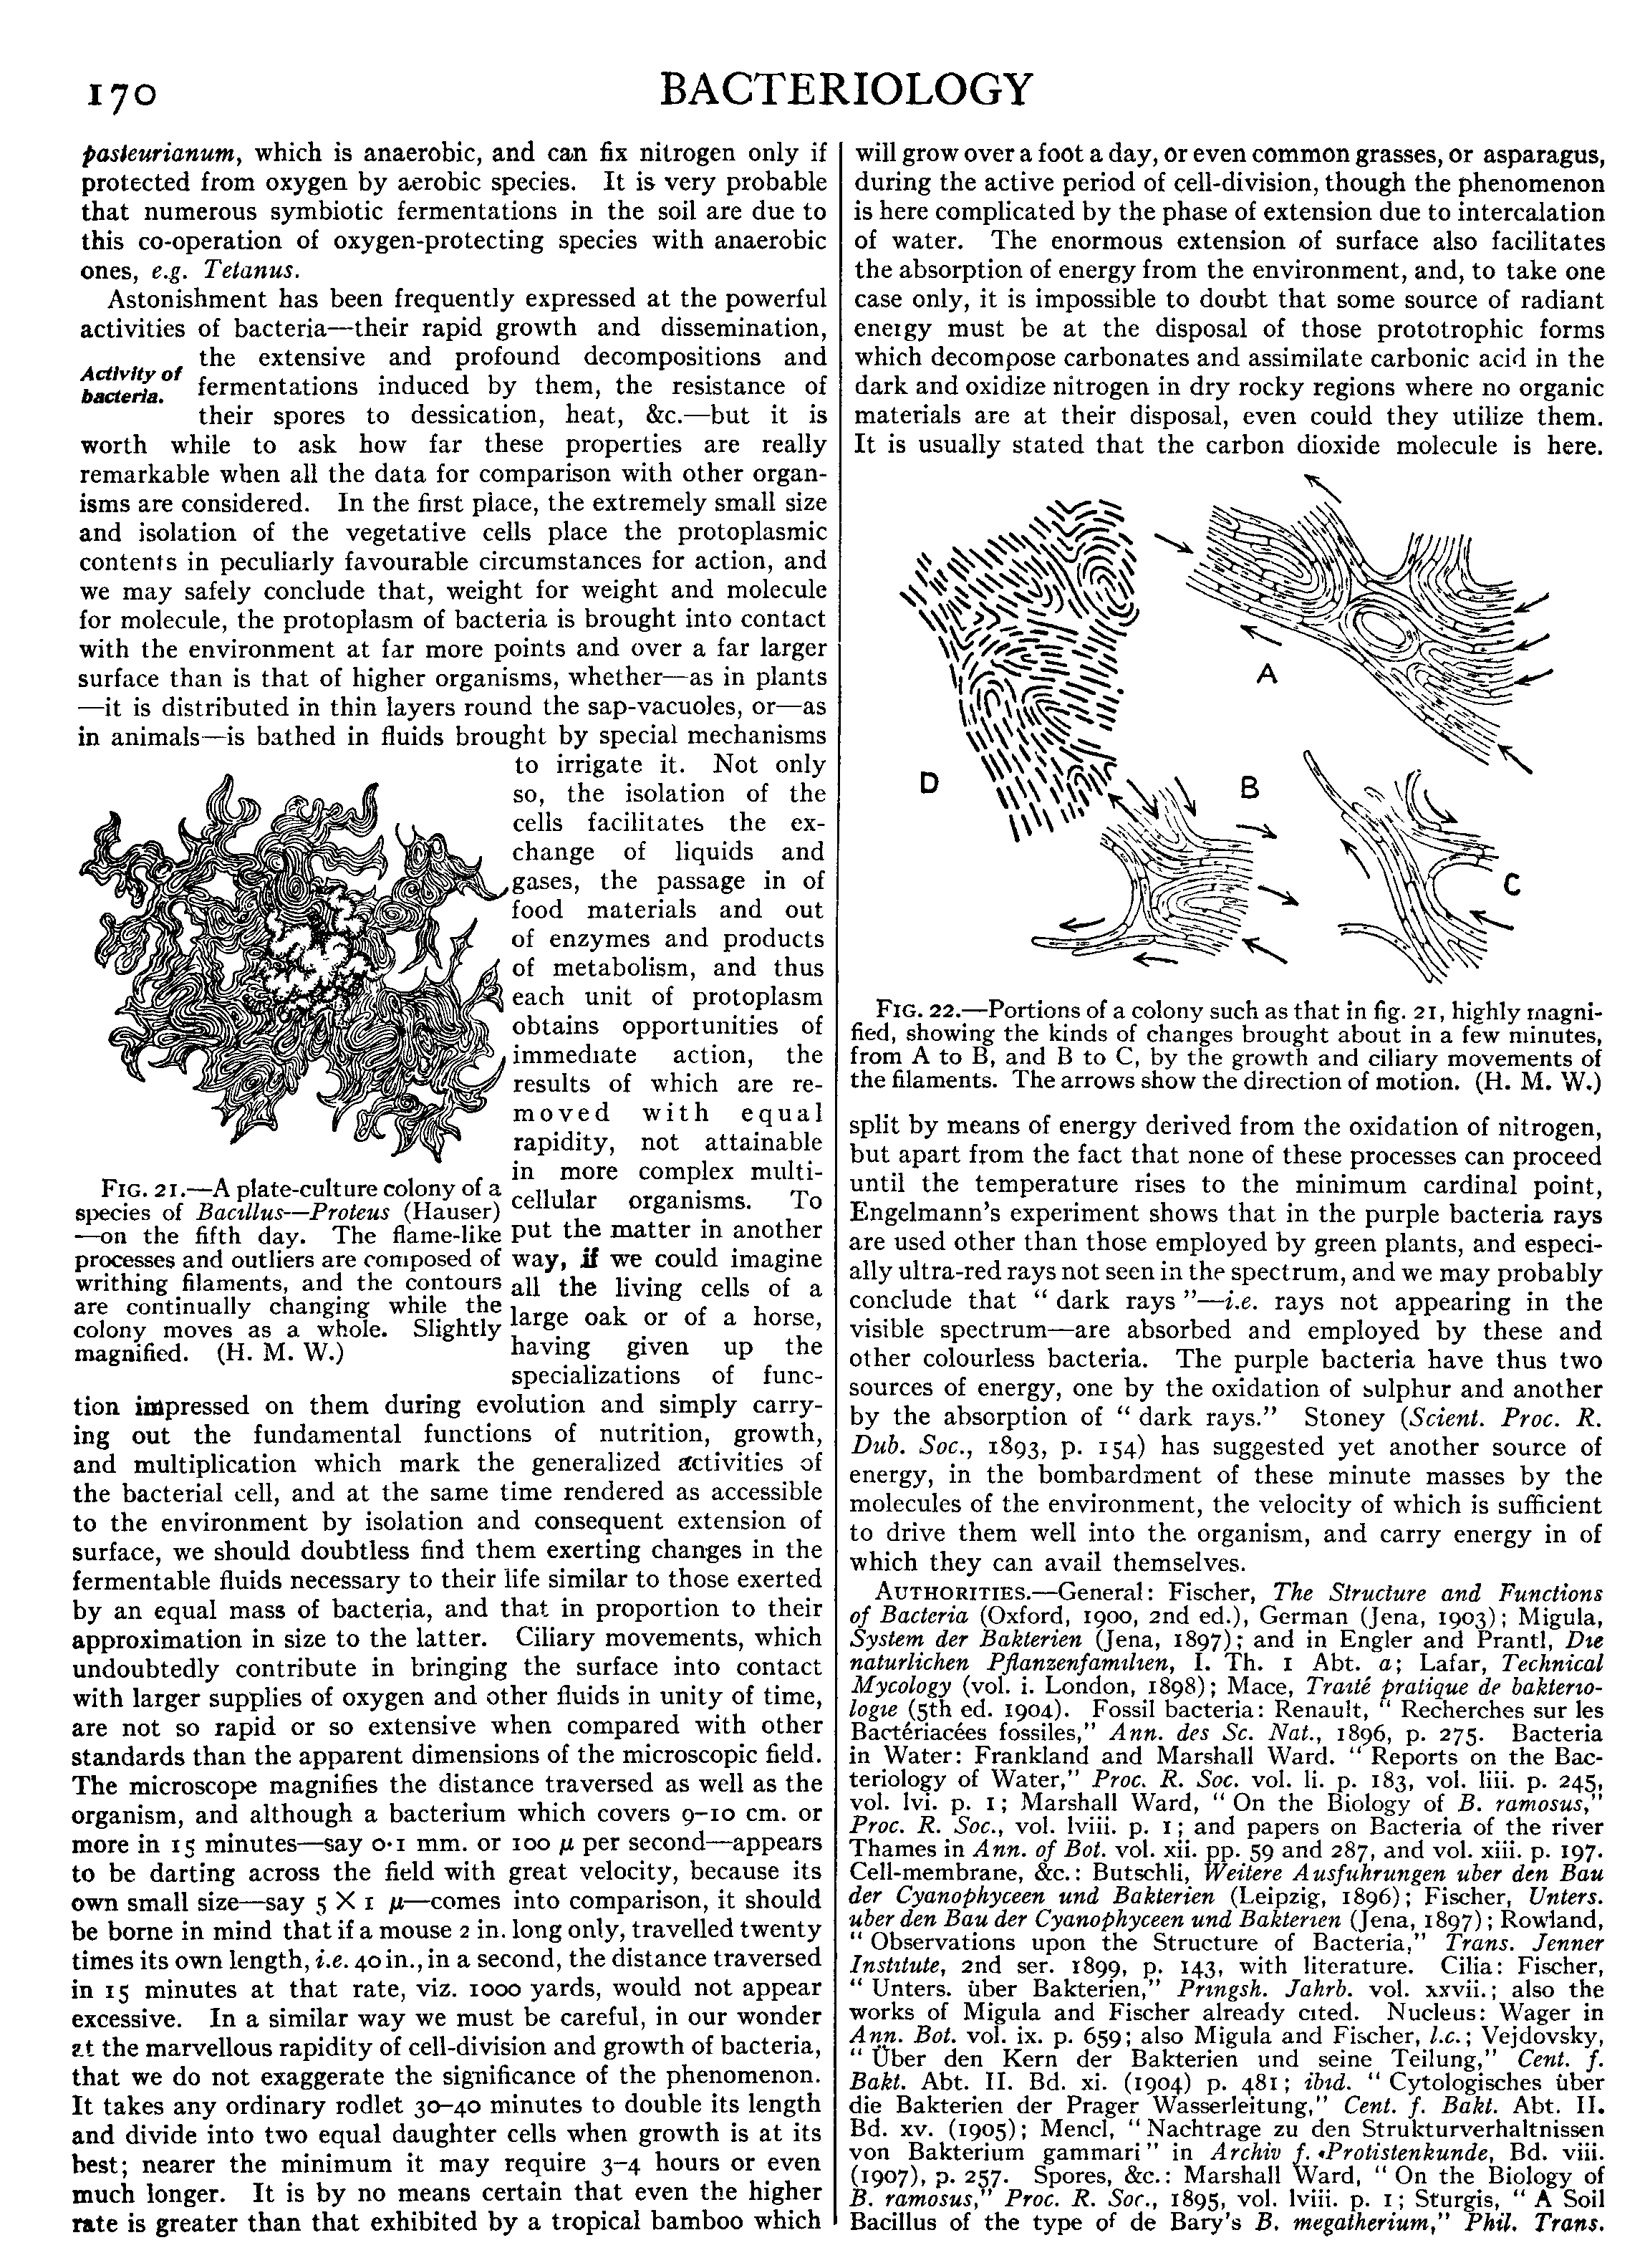 170
BACTERIOLOGY
pasteurianum, which is anaerobic, and can fix nitrogen only if
protected from oxygen by aerobic species. It is very probable
that numerous symbiotic fermentations in the soil are due to
this co-operation of oxygen-protecting species with anaerobic
ones, e.g. Tetanus.
Astonishment has been frequently expressed at the powerful
activities of bacteria—their rapid growth and dissemination,
Activity of
bacteria.
the extensive and profound decompositions and
fermentations induced by them, the resistance of
their spores to dessication, heat, &c.—but it is
worth while to ask how far these properties are really
remarkable when all the data for comparison with other organ-
isms are considered. In the first place, the extremely small size
and isolation of the vegetative cells place the protoplasmic
contents in peculiarly favourable circumstances for action, and
we may safely conclude that, weight for weight and molecule
for molecule, the protoplasm of bacteria is brought into contact
with the environment at far more points and over a far larger
surface than is that of higher organisms, whether—as in plants
—it is distributed in thin layers round the sap-vacuoles, or—as
in animals—is bathed in fluids brought by special mechanisms
to irrigate it. Not only
so, the isolation of the
cells facilitates the ex-
change of liquids and
gases, the passage in of
food materials and out
of enzymes and products
of metabolism, and thus
each unit of protoplasm
obtains opportunities of
immediate action, the
results of which are re-
moved with equal
rapidity, not attainable
in more complex multi-
cellular organisms. To
put the matter in another
way, if we could imagine
all the living cells of a
large oak or of a horse,
having given up the
specializations of func-
FIG. 21.—A plate-culture colony of a
species of Bacillus—Proteus (Hauser)
—on the fifth day. The flame-like
processes and outliers are composed of
writhing filaments, and the contours
are continually changing while the
colony moves as a whole. Slightly
magnified. (H. M. W.)
tion impressed on them during evolution and simply carry-
ing out the fundamental functions of nutrition, growth,
and multiplication which mark the generalized activities of
the bacterial cell, and at the same time rendered as accessible
to the environment by isolation and consequent extension of
surface, we should doubtless find them exerting changes in the
fermentable fluids necessary to their life similar to those exerted
by an equal mass of bacteria, and that in proportion to their
approximation in size to the latter. Ciliary movements, which
undoubtedly contribute in bringing the surface into contact
with larger supplies of oxygen and other fluids in unity of time,
are not so rapid or so extensive when compared with other
standards than the apparent dimensions of the microscopic field.
The microscope magnifies the distance traversed as well as the
organism, and although a bacterium which covers 9-10 cm. or
more in 15 minutes—say 0·1 mm. or 100 μ per second—appears
to be darting across the field with great velocity, because its
own small size—say 5 X 1 μ—comes into comparison, it should
be borne in mind that if a mouse 2 in. long only, travelled twenty
times its own length, i.e. 40 in., in a second, the distance traversed
in 15 minutes at that rate, viz. 1000 yards, would not appear
excessive. In a similar way we must be careful, in our wonder
at the marvellous rapidity of cell-division and growth of bacteria,
that we do not exaggerate the significance of the phenomenon.
It takes any ordinary rodlet 30-40 minutes to double its length
and divide into two equal daughter cells when growth is at its
best; nearer the minimum it may require 3-4 hours or even
much longer. It is by no means certain that even the higher
rate is greater than that exhibited by a tropical bamboo which
will grow over a foot a day, or even common grasses, or asparagus,
during the active period of cell-division, though the phenomenon
is here complicated by the phase of extension due to intercalation
of water. The enormous extension of surface also facilitates
the absorption of energy from the environment, and, to take one
case only, it is impossible to doubt that some source of radiant
energy must be at the disposal of those prototrophic forms
which decompose carbonates and assimilate carbonic acid in the
dark and oxidize nitrogen in dry rocky regions where no organic
materials are at their disposal, even could they utilize them.
It is usually stated that the carbon dioxide molecule is here.
A
D
B
C
FIG. 22.—Portions of a colony such as that in fig. 21, highly magni-
fied, showing the kinds of changes brought about in a few minutes,
from A to B, and B to C, by the growth and ciliary movements of
the filaments. The arrows show the direction of motion. (H. M. W.)
split by means of energy derived from the oxidation of nitrogen,
but apart from the fact that none of these processes can proceed
until the temperature rises to the minimum cardinal point,
Engelmann's experiment shows that in the purple bacteria rays
are used other than those employed by green plants, and especi-
ally ultra-red rays not seen in the spectrum, and we may probably
conclude that “ dark rays ”—i.e. rays not appearing in the
visible spectrum—are absorbed and employed by these and
other colourless bacteria. The purple bacteria have thus two
sources of energy, one by the oxidation of sulphur and another
by the absorption of “ dark rays.” Stoney (Scient. Proc. R.
Dub. Soc., 1893, p. 154) has suggested yet another source of
energy, in the bombardment of these minute masses by the
molecules of the environment, the velocity of which is sufficient
to drive them well into the organism, and carry energy in of
which they can avail themselves.
AUTHORITIES.—General: Fischer, The Structure and Functions
of Bacteria (Oxford, 1900, 2nd ed.), German (Jena, 1903); Migula,
System der Bakterien (Jena, 1897); and in Engler and Prantl, Die
naturlichen Pflanzenfamilien, I. Th. 1 Abt. a; Lafar, Technical
Mycology (vol. i. London, 1898); Mace, Traité pratique de bakterio-
logie (5th ed. 1904). Fossil bacteria: Renault, “ Recherches sur les
Bactériacées fossiles,” Ann. des Sc. Nat., 1896, p. 275. Bacteria
in Water: Frankland and Marshall Ward. “ Reports on the Bac-
teriology of Water,” Proc. R. Soc. vol. li. p. 183, vol. liii. p. 245,
vol. lvi. p. 1; Marshall Ward, “ On the Biology of B. ramosus,”
Proc. R. Soc., vol. lviii. p. 1; and papers on Bacteria of the river
Thames in Ann. of Bot. vol. xii. pp. 59 and 287, and vol. xiii. p. 197.
Cell-membrane, &c.: Butschli, Weitere Ausfuhrungen uber den Bau
der Cyanophyceen und Bakterien (Leipzig, 1896); Fischer, Unters.
uber den Bau der Cyanophyceen und Bakterien (Jena, 1897); Rowland,
“ Observations upon the Structure of Bacteria,” Trans. Jenner
Institute, 2nd ser. 1899, p. 143, with literature. Cilia: Fischer,
“ Unters. über Bakterien,” Pringsh. Jahrb. vol. xxvii.; also the
works of Migula and Fischer already cited. Nucleus: Wager in
Ann. Bot. vol. ix. p. 659; also Migula and Fischer, l.c.; Vejdovsky,
“ Über den Kern der Bakterien und seine Teilung,” Cent. f.
Bakt. Abt. II. Bd. xi. (1904) p. 481; ibid. “ Cytologisches über
die Bakterien der Prager Wasserleitung,” Cent. f. Bakt. Abt. II.
Bd. xv. (1905); Mencl, “ Nachtrage zu den Strukturverhaltnissen
von Bakterium gammari ” in Archiv f. Protistenkunde, Bd. viii.
(1907), p. 257. Spores, &c.: Marshall Ward, “ On the Biology of
B. ramosus,” Proc. R. Soc., 1895, vol. lviii. p. 1; Sturgis, “ A Soil
Bacillus of the type of de Bary's B. megatherium,” Phil. Trans.